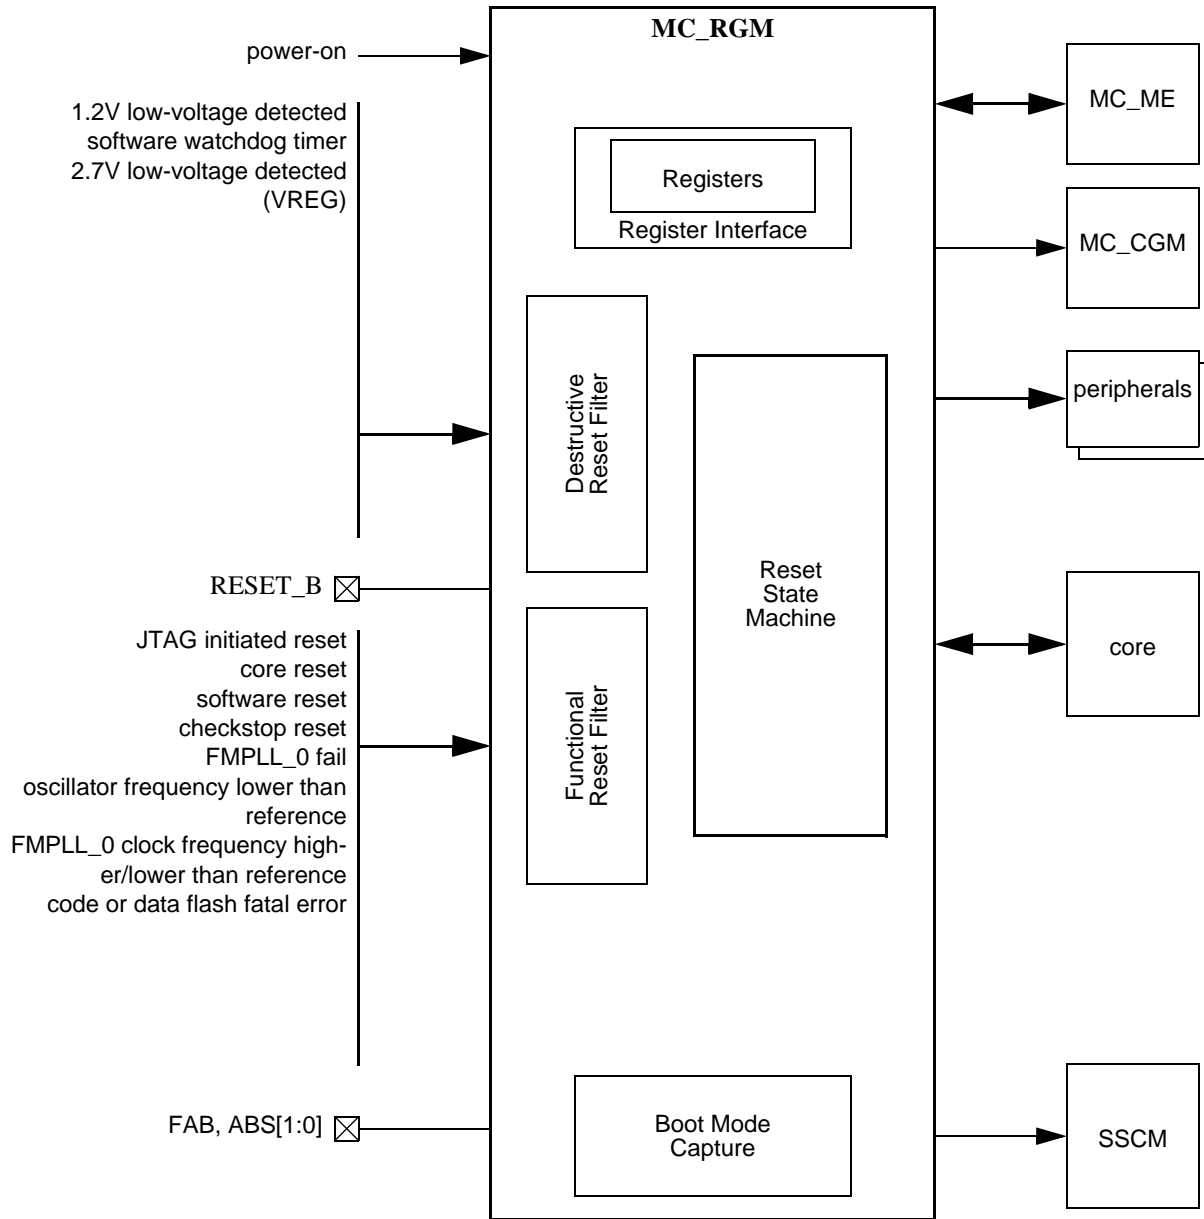 MC_RGM
power-on
1.2V low-voltage detected
software watchdog timer
2.7V low-voltage detected
(VREG)
RESET_B
JTAG initiated reset
core reset
software reset
checkstop reset
FMPLL_0 fail
oscillator frequency lower than
reference
FMPLL_0 clock frequency high-
er/lower than reference
code or data flash fatal error
FAB, ABS[1:0]
Registers
Register Interface
Destructive
Reset Filter
Functional
Reset Filter
Reset
State
Machine
Boot Mode
Capture
MC_ME
MC_CGM
peripherals
core
SSCM